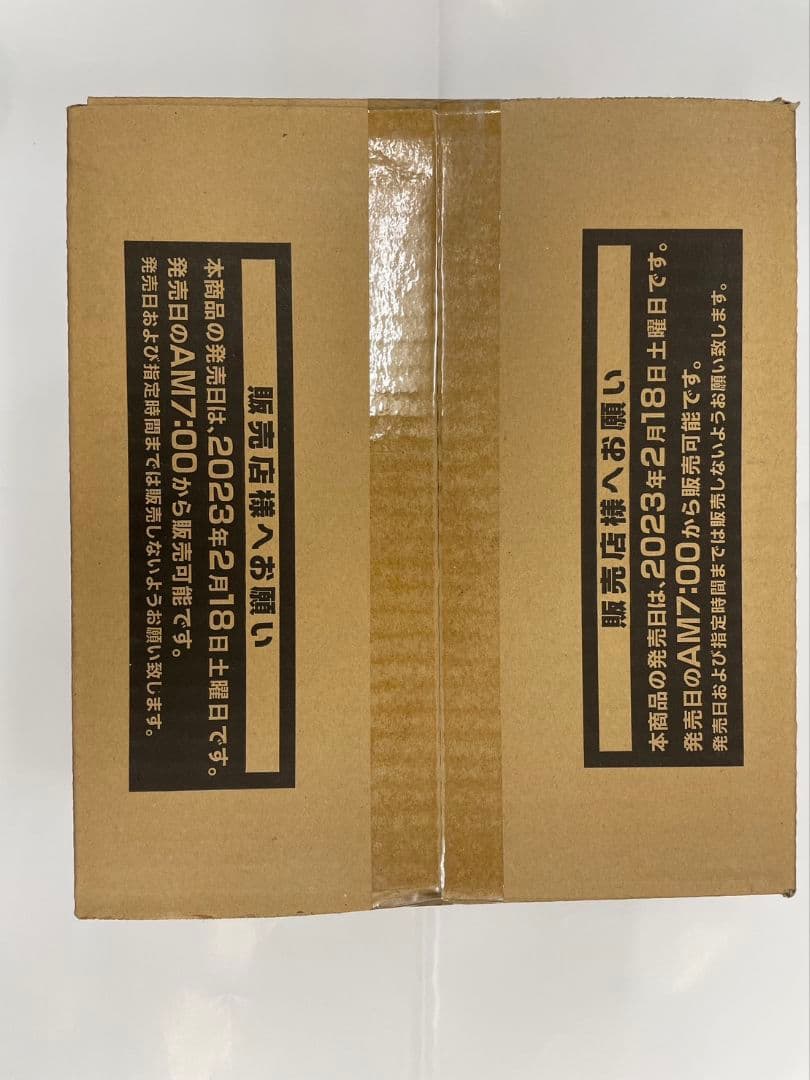 販売店様へお願い
本商品の発売日は、2023年2月18日土曜日です。
発売日のAM7:00から販売可能です。
発売日および指定時間までは販売しないようお願い致します。
販売店様へお願い
本商品の発売日は、2023年2月18日土曜日です。
発売日のAM7:00から販売可能です。
発売日および指定時間までは販売しないようお願い致します。